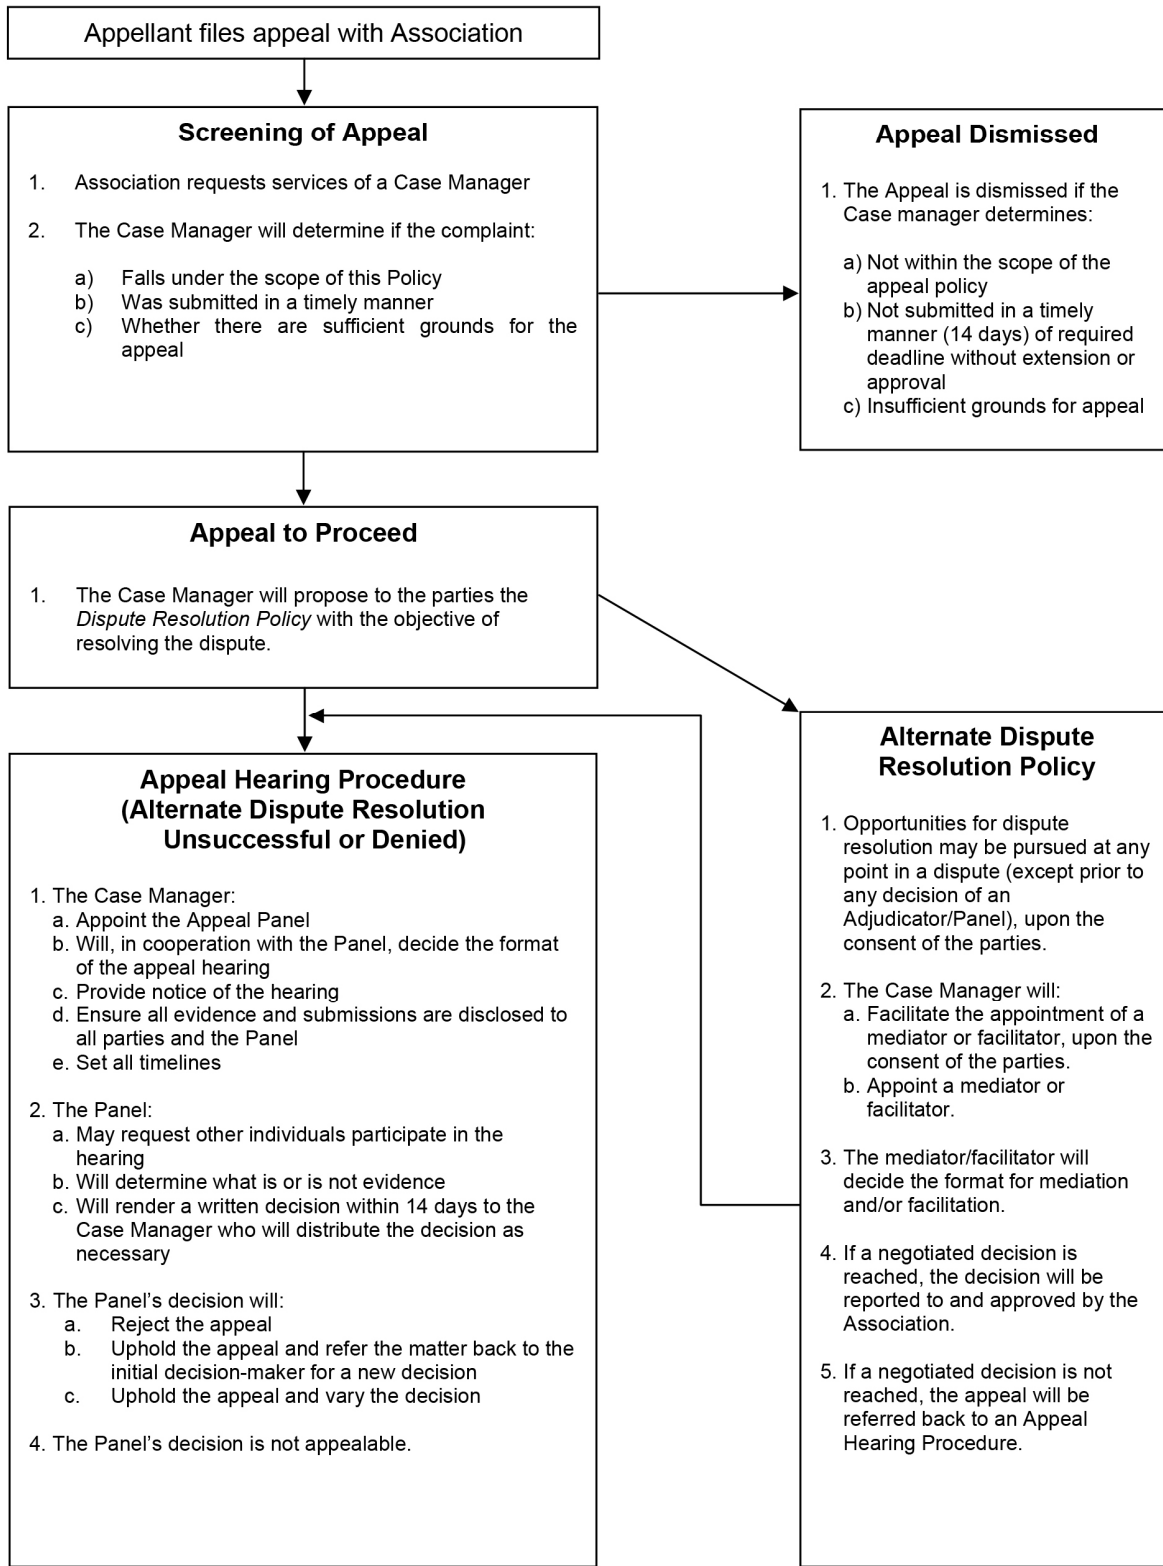 Appellant files appeal with Association
Screening of Appeal
1. Association requests services of a Case Manager
2. The Case Manager will determine if the complaint:
a) Falls under the scope of this Policy
b) Was submitted in a timely manner
c) Whether there are sufficient grounds for the
appeal
Appeal Dismissed
1. The Appeal is dismissed if the
Case manager determines:
a) Not within the scope of the
appeal policy
b) Not submitted in a timely
manner (14 days) of required
deadline without extension or
approval
c) Insufficient grounds for appeal
Appeal to Proceed
1. The Case Manager will propose to the parties the
Dispute Resolution Policy with the objective of
resolving the dispute.
Appeal Hearing Procedure
(Alternate Dispute Resolution
Unsuccessful or Denied)
1. The Case Manager:
a. Appoint the Appeal Panel
b. Will, in cooperation with the Panel, decide the format
of the appeal hearing
c. Provide notice of the hearing
d. Ensure all evidence and submissions are disclosed to
all parties and the Panel
e. Set all timelines
2. The Panel:
a. May request other individuals participate in the
hearing
b. Will determine what is or is not evidence
c. Will render a written decision within 14 days to the
Case Manager who will distribute the decision as
necessary
3. The Panel's decision will:
a. Reject the appeal
b. Uphold the appeal and refer the matter back to the
initial decision-maker for a new decision
c. Uphold the appeal and vary the decision
4. The Panel's decision is not appealable.
Alternate Dispute
Resolution Policy
1. Opportunities for dispute
resolution may be pursued at any
point in a dispute (except prior to
any decision of an
Adjudicator/Panel), upon the
consent of the parties.
2. The Case Manager will:
a. Facilitate the appointment of a
mediator or facilitator, upon the
consent of the parties.
b. Appoint a mediator or
facilitator.
3. The mediator/facilitator will
decide the format for mediation
and/or facilitation.
4. If a negotiated decision is
reached, the decision will be
reported to and approved by the
Association.
5. If a negotiated decision is not
reached, the appeal will be
referred back to an Appeal
Hearing Procedure.